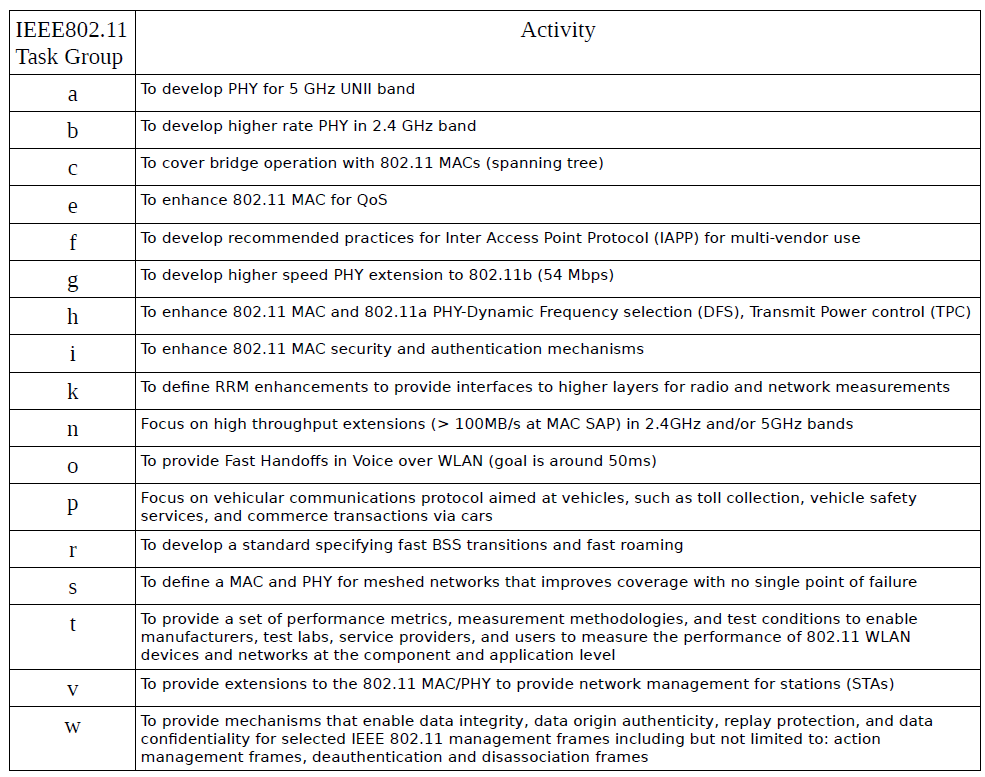 IEEE802.11 Activity
Task Group
a To develop PHY for 5 GHz UNII band
b To develop higher rate PHY in 2.4 GHz band
c To cover bridge operation with 802.11 MACs (spanning tree)
e To enhance 802.11 MAC for QoS
f To develop recommended practices for Inter Access Point Protocol (IAPP) for multi-vendor use
g To develop higher speed PHY extension to 802.11b (54 Mbps)
h To enhance 802.11 MAC and 802.11a PHY-Dynamic Frequency selection (DFS), Transmit Power control (TPC)
i To enhance 802.11 MAC security and authentication mechanisms
k To define RRM enhancements to provide interfaces to higher layers for radio and network measurements
n Focus on high throughput extensions (> 100MB/s at MAC SAP) in 2.4GHz and/or 5GHz bands
o To provide Fast Handoffs in Voice over WLAN (goal is around 50ms)
p Focus on vehicular communications protocol aimed at vehicles, such as toll collection, vehicle safety
services, and commerce transactions via cars
r To develop a standard specifying fast BSS transitions and fast roaming
s To define a MAC and PHY for meshed networks that improves coverage with no single point of failure
t To provide a set of performance metrics, measurement methodologies, and test conditions to enable
manufacturers, test labs, service providers, and users to measure the performance of 802.11 WLAN
devices and networks at the component and application level
v To provide extensions to the 802.11 MAC/PHY to provide network management for stations (STAs)
w To provide mechanisms that enable data integrity, data origin authenticity, replay protection, and data
confidentiality for selected IEEE 802.11 management frames including but not limited to: action
management frames, deauthentication and disassociation frames